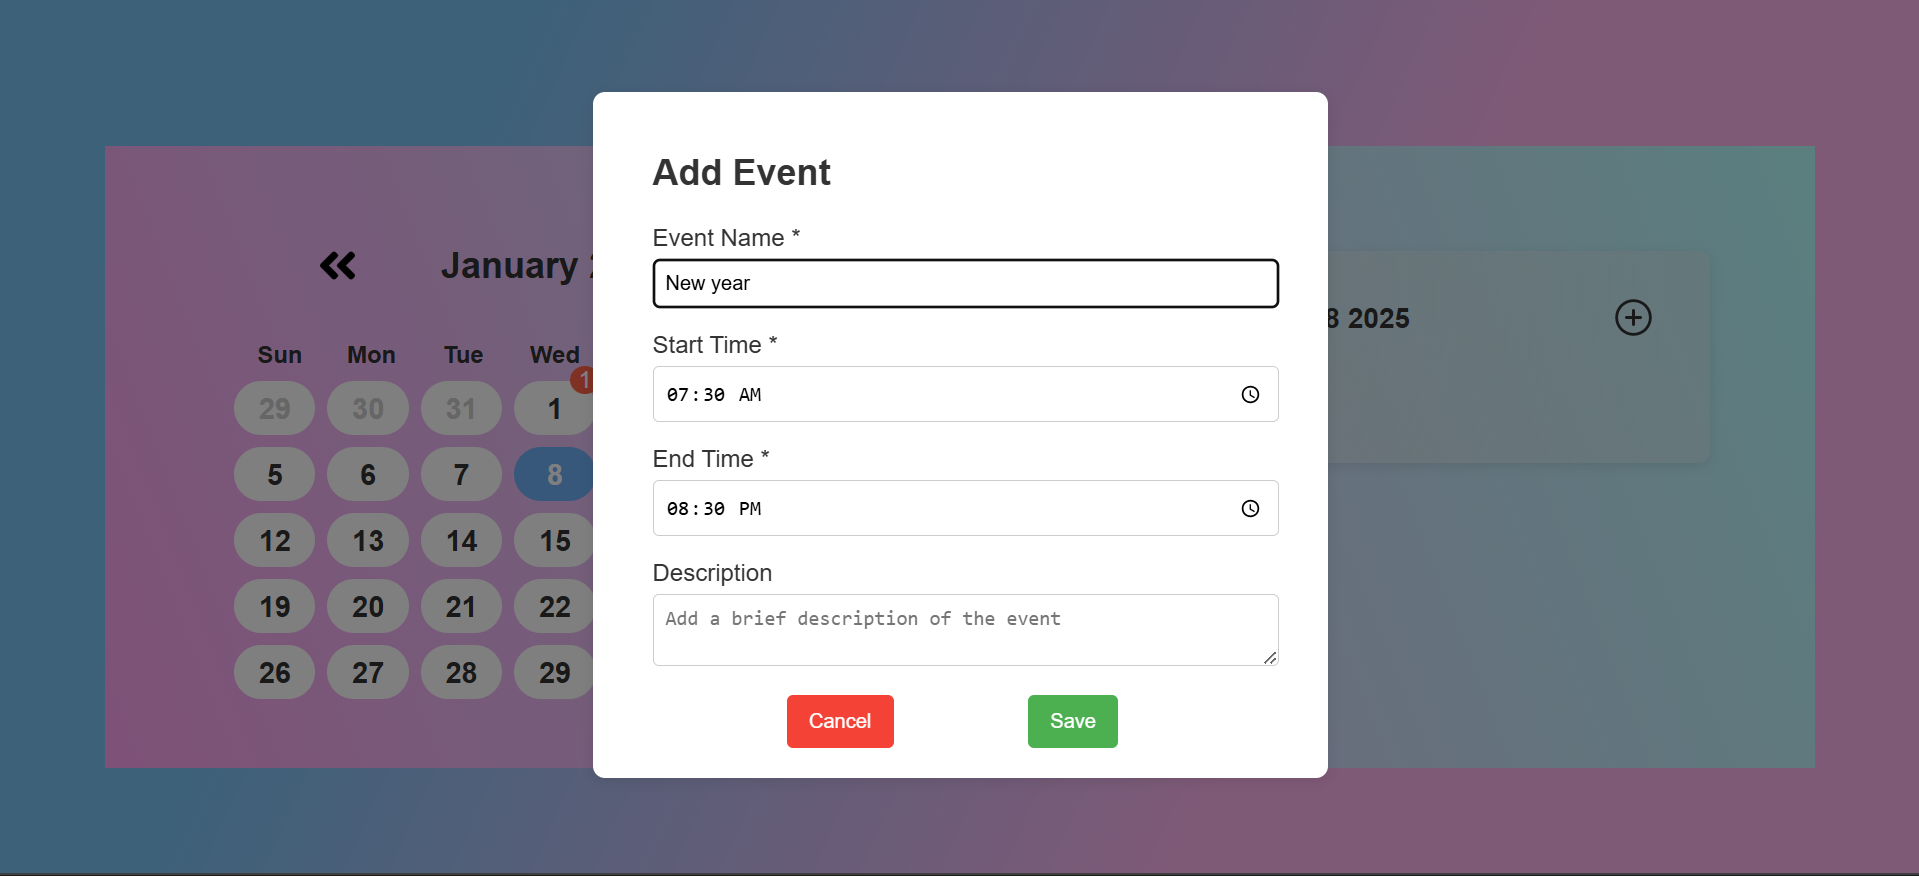 Add Event
Event Name *
New year
Start Time *
07:30 AM
End Time *
08:30 PM
Description
Add a brief description of the event
Cancel Save
January
8 2025
Sun Mon Tue Wed
1
29 30 31 1
5 6 7 8
12 13 14 15
19 20 21 22
26 27 28 29